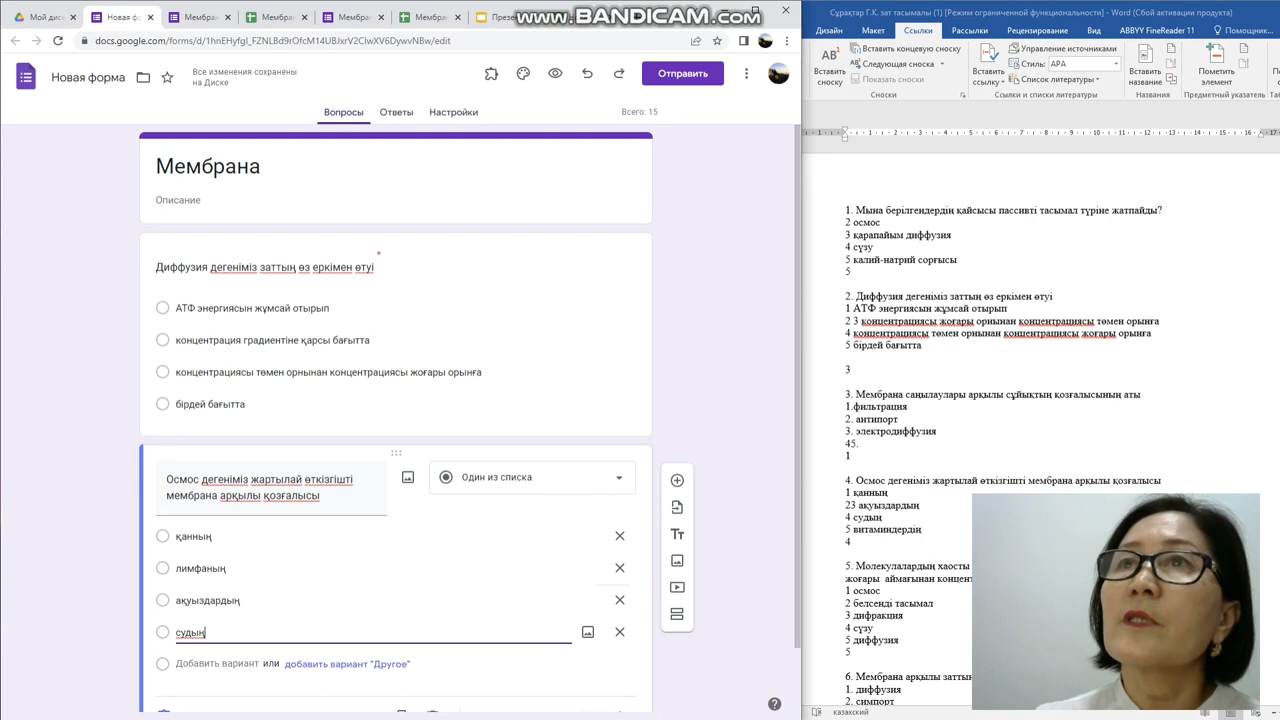 www.BANDICAM.com
Мой диск
Новая форма
Мембран
Мембран
Мембран
Презен
docs.google.com/forms/d/1bENtfgI_FGzNLBd9rOfcM14UBJxrV2ClwXV6DywvNBw/edit
Новая форма
Все изменения сохранены
на Диске
Отправить
Вопросы
Ответы
Настройки
Всего: 15
Мембрана
Описание
Диффузия дегеніміз заттың өз еркімен өтуі *
АТФ энергиясын жұмсай отырып
концентрация градиентіне қарсы бағытта
концентрациясы төмен орнынан концентрациясы жоғары орынға
бірдей бағытта
Осмос дегеніміз жартылай өткізгішті
мембрана арқылы қозғалысы
Один из списка
қанның
лимфаның
ақуыздардың
судың
Добавить вариант или добавить вариант "Другое"
Сұрақтар Г.К. зат тасымалы (1) [Режим ограниченной функциональности] - Word (Сбой активации продукта)
Дизайн
Макет
Ссылки
Рассылки
Рецензирование
Вид
ABBYY FineReader 11
Помощник...
Вставить
сноску
Вставить концевую сноску
Следующая сноска
Показать сноски
Сноски
Вставить
ссылку
Управление источниками
Стиль: APA
Список литературы
Ссылки и списки литературы
Вставить
название
Названия
Пометить
элемент
Предметный указатель
1. Мына берілгендердің қайсысы пассивті тасымал түріне жатпайды?
2 осмос
3 қарапайым диффузия
4 сүзу
5 калий-натрий сорғысы
5
2. Диффузия дегеніміз заттың өз еркімен өтуі
1 АТФ энергиясын жұмсай отырып
2 3 концентрациясы жоғары орнынан концентрациясы төмен орынға
4 концентрациясы төмен орнынан концентрациясы жоғары орынға
5 бірдей бағытта
3
3. Мембрана саңылаулары арқылы сұйықтың қозғалысының аты
1.фильтрация
2. антипорт
3. электродиффузия
45.
1
4. Осмос дегеніміз жартылай өткізгішті мембрана арқылы қозғалысы
1 қанның
23 ақуыздардың
4 судың
5 витаминдердің
4
5. Молекулалардың хаосты
жоғары аймағынан концент
1 осмос
2 белсенді тасымал
3 дифракция
4 сүзу
5 диффузия
5
6. Мембрана арқылы заттың
1. диффузия
2. симпорт
казахский